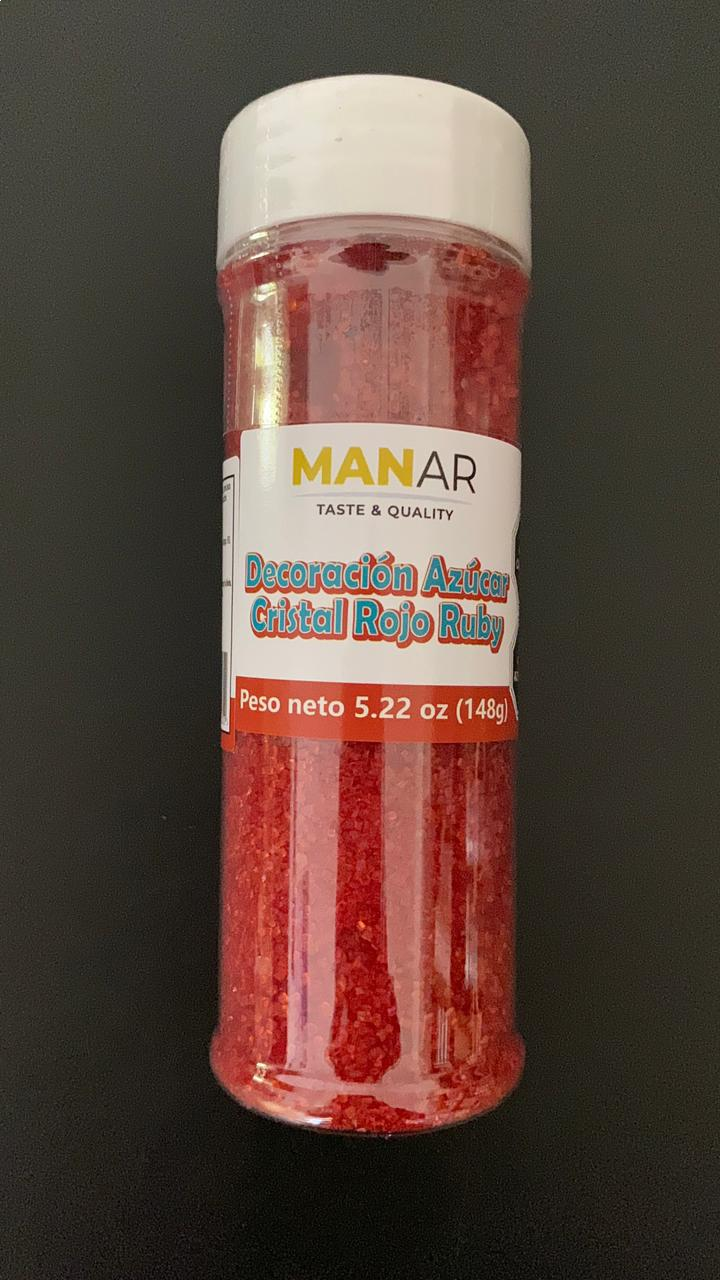 MANAR
TASTE & QUALITY
Decoración Azúcar
Cristal Rojo Ruby
Peso neto 5.22 oz (148g)